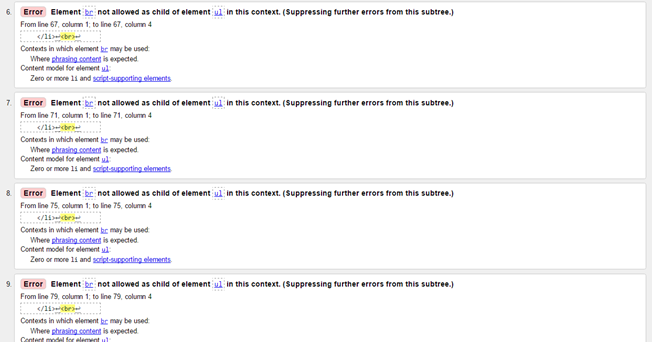 6. Error Element br not allowed as child of element ul in this context. (Suppressing further errors from this subtree.)
From line 67, column 1; to line 67, column 4
</li>↩<br>↩
Contexts in which element br may be used:
Where phrasing content is expected.
Content model for element ul:
Zero or more li and script-supporting elements.
7. Error Element br not allowed as child of element ul in this context. (Suppressing further errors from this subtree.)
From line 71, column 1; to line 71, column 4
</li>↩<br>↩
Contexts in which element br may be used:
Where phrasing content is expected.
Content model for element ul:
Zero or more li and script-supporting elements.
8. Error Element br not allowed as child of element ul in this context. (Suppressing further errors from this subtree.)
From line 75, column 1; to line 75, column 4
</li>↩<br>↩
Contexts in which element br may be used:
Where phrasing content is expected.
Content model for element ul:
Zero or more li and script-supporting elements.
9. Error Element br not allowed as child of element ul in this context. (Suppressing further errors from this subtree.)
From line 79, column 1; to line 79, column 4
</li>↩<br>↩
Contexts in which element br may be used:
Where phrasing content is expected.
Content model for element ul: